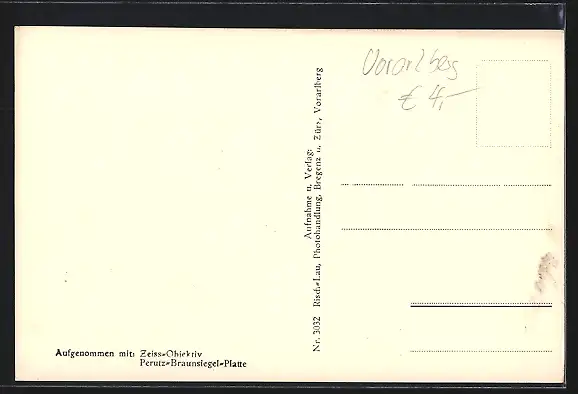 Vorarlberg
€ 4,-
Aufnahme u. Verlag:
Nr. 3032 Risch-Lau, Photohandlung, Bregenz u. Zürs, Vorarlberg
Aufgenommen mit: Zeiss-Objektiv
Perutz-Braunsiegel-Platte